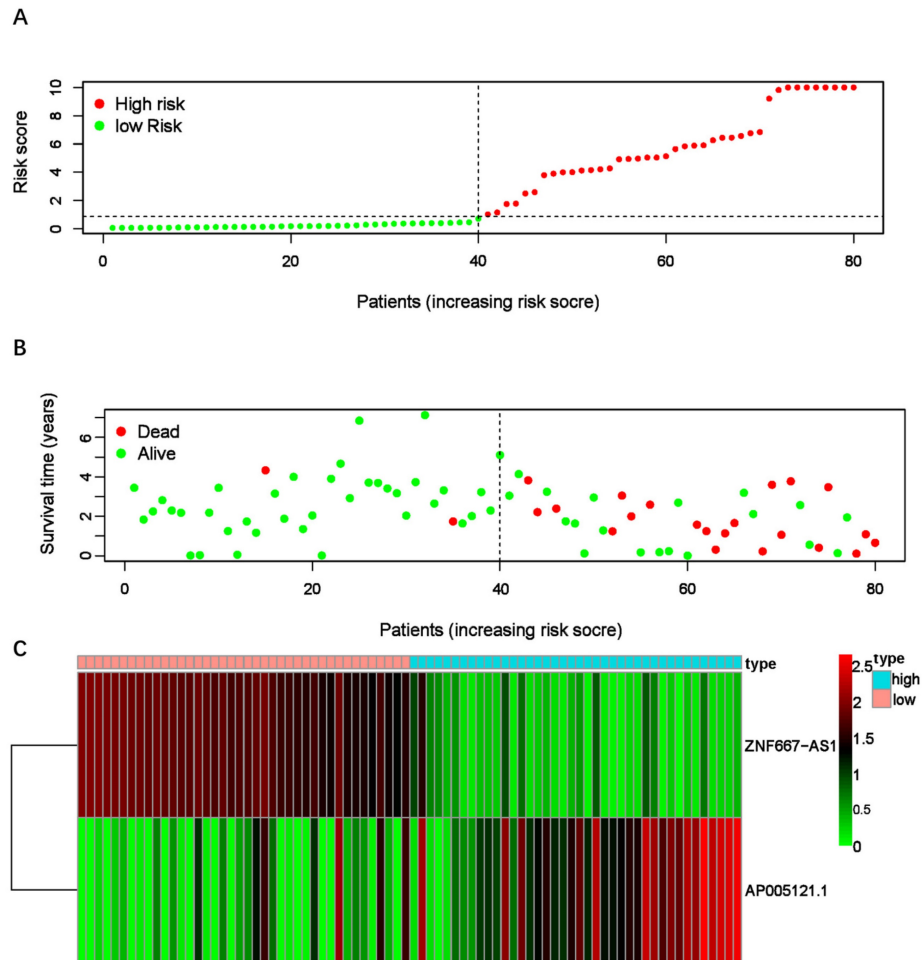 A
10
8
6
4
2
0
Risk score
High risk
low Risk
0 20 40 60 80
Patients (increasing risk socre)
B
6
4
2
0
Survival time (years)
Dead
Alive
0 20 40 60 80
Patients (increasing risk socre)
C
type
ZNF667-AS1
AP005121.1
2.5
2
1.5
1
0.5
0
type
high
low